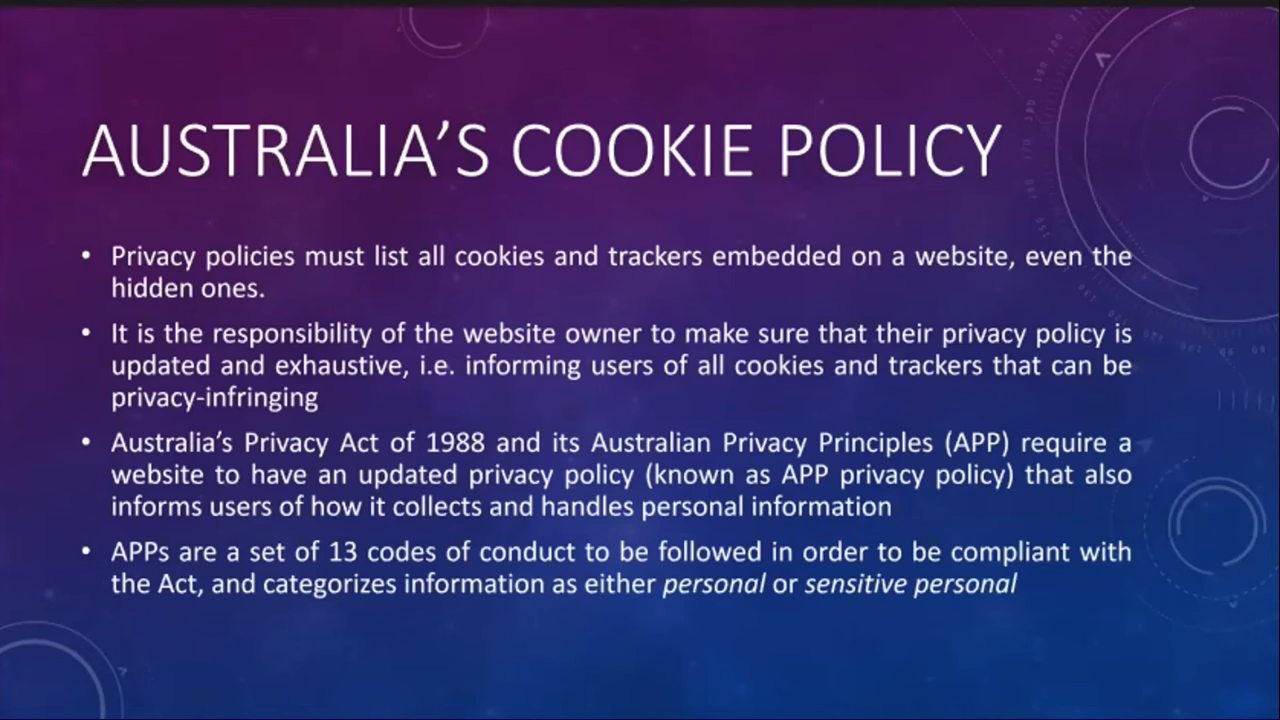 AUSTRALIA’S COOKIE POLICY
• Privacy policies must list all cookies and trackers embedded on a website, even the
hidden ones.
• It is the responsibility of the website owner to make sure that their privacy policy is
updated and exhaustive, i.e. informing users of all cookies and trackers that can be
privacy-infringing
• Australia’s Privacy Act of 1988 and its Australian Privacy Principles (APP) require a
website to have an updated privacy policy (known as APP privacy policy) that also
informs users of how it collects and handles personal information
• APPs are a set of 13 codes of conduct to be followed in order to be compliant with
the Act, and categorizes information as either personal or sensitive personal